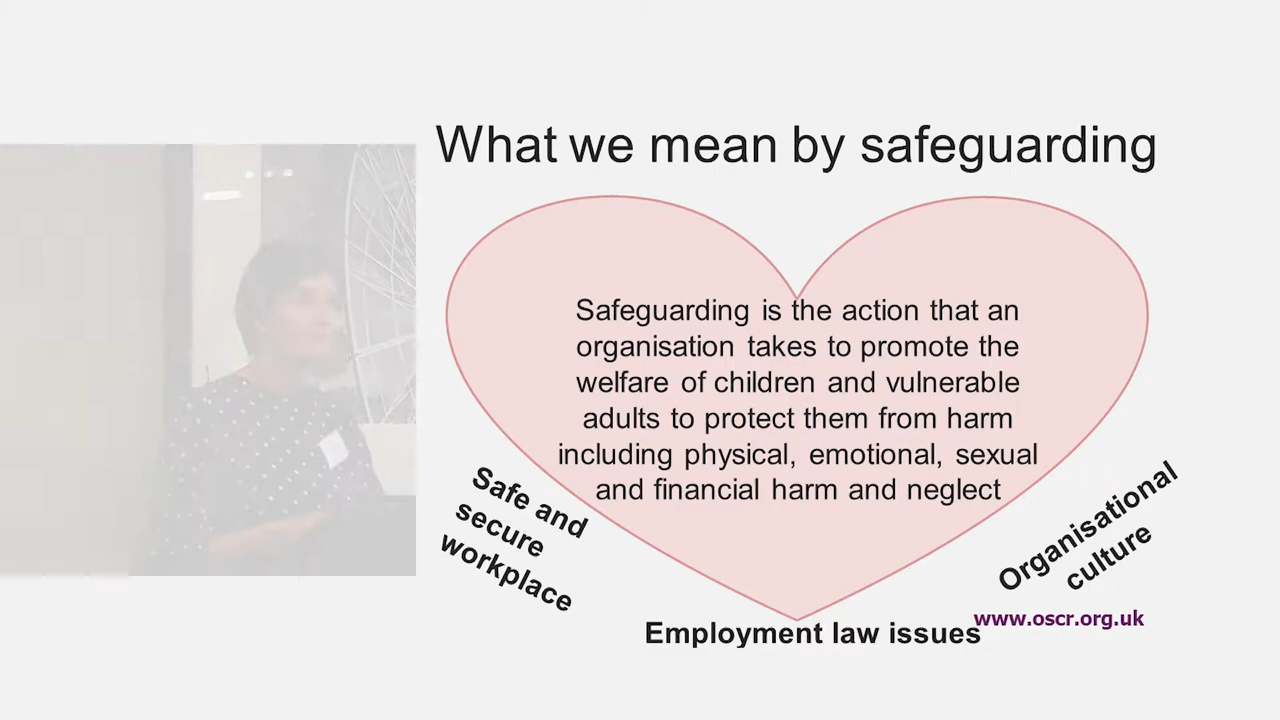 What we mean by safeguarding
Safeguarding is the action that an
organisation takes to promote the
welfare of children and vulnerable
adults to protect them from harm
including physical, emotional, sexual
and financial harm and neglect
Safe and
secure
workplace
Organisational
culture
Employment law issues
www.oscr.org.uk